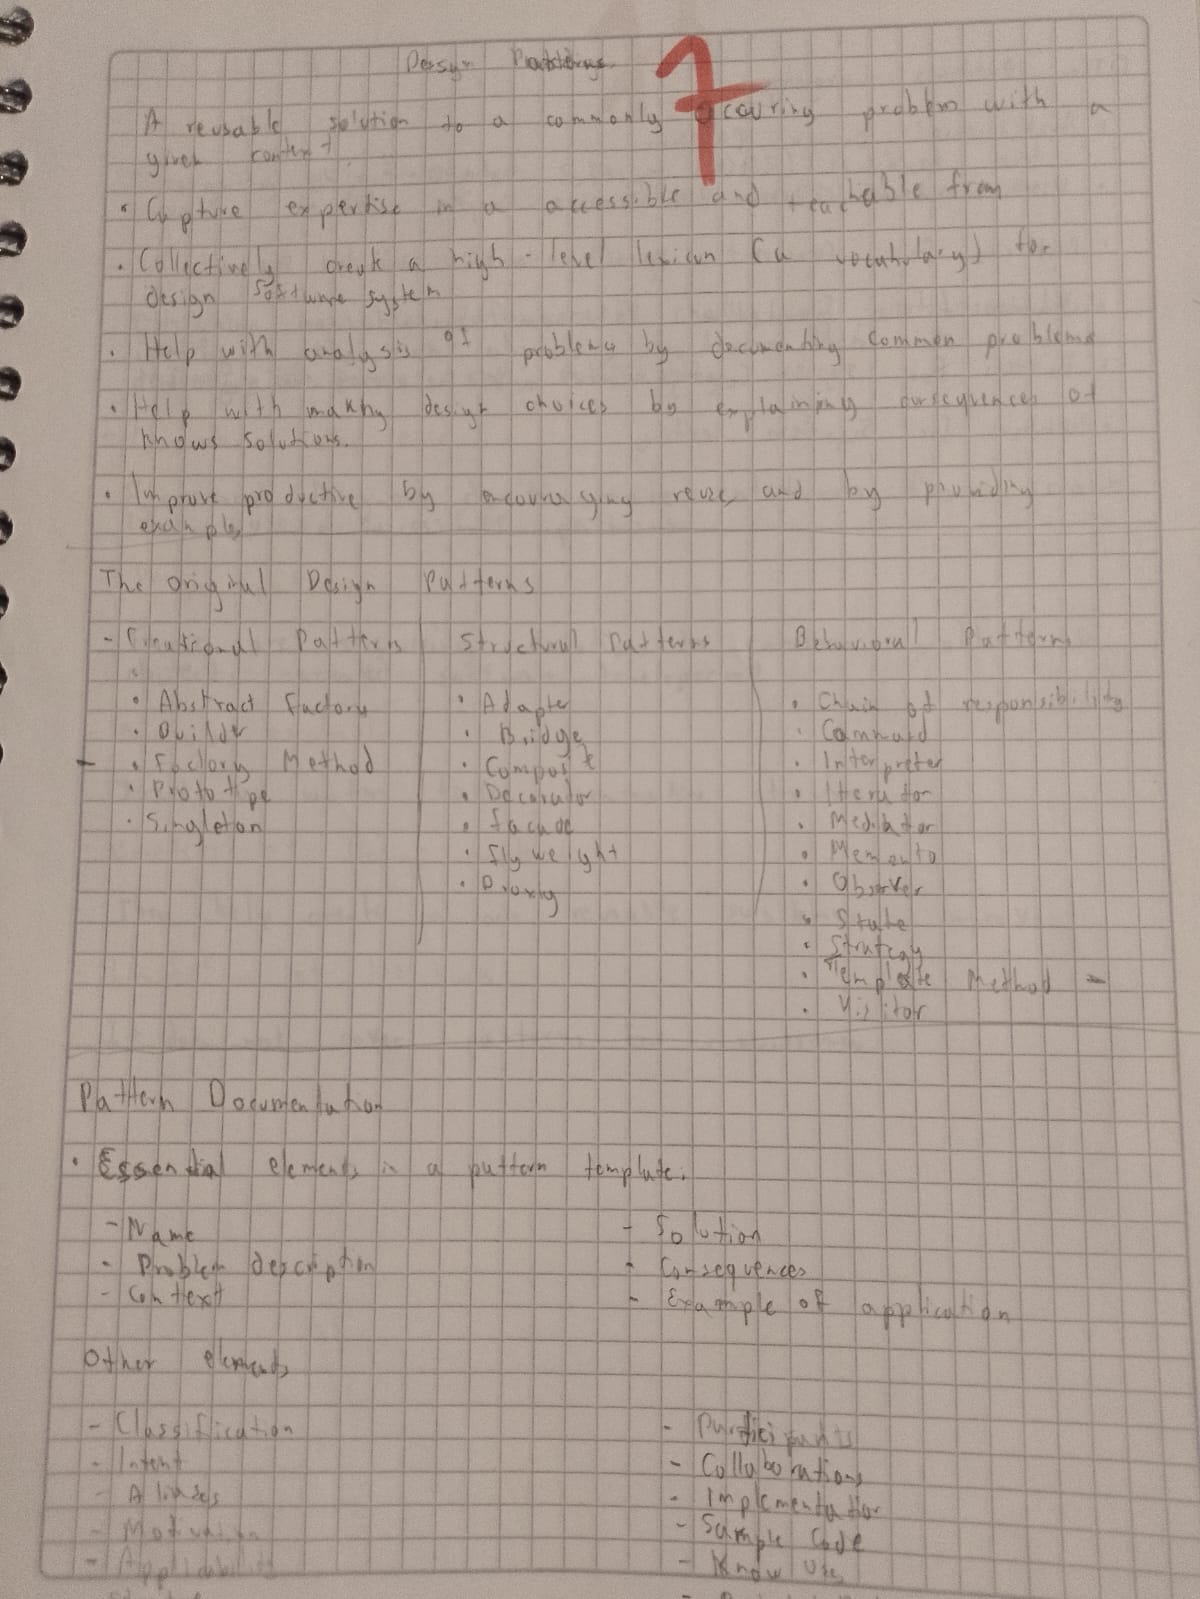 Design Patterns
7
A reusable solution to a commonly occuring problem with a
given context.
• Capture expertise in a accessible and teachable from
• Collectively create a high-level lexicon (a vocabulary) for
design software system
• Help with analysis of problems by documenting common problems
• Help with making design choices by explaining consequences of
knows solutions.
• Improve productive by encouraging reuse and by providing
examples
The original Design Patterns
- Creational Patterns Structural Patterns Behavioral Patterns
• Abstract Factory • Adapter • Chain of responsibility
• Builder • Bridge • Command
- • Factory Method • Composit • Interpreter
• Prototype • Decorator • Iterator
• Singleton • Facade • Mediator
• Flyweight • Memento
• Proxy • Observer
• State
• Strategy
• Template Method -
• Visitor
Pattern Documentation
• Essential elements in a pattern template.
- Name - Solution
- Problem description - Consequences
- Context - Example of application
Other elements
- Classification - Participants
- Intent - Collaborations
- Aliases - Implementation
- Motivation - Sample Code
- Applicability - Know Use